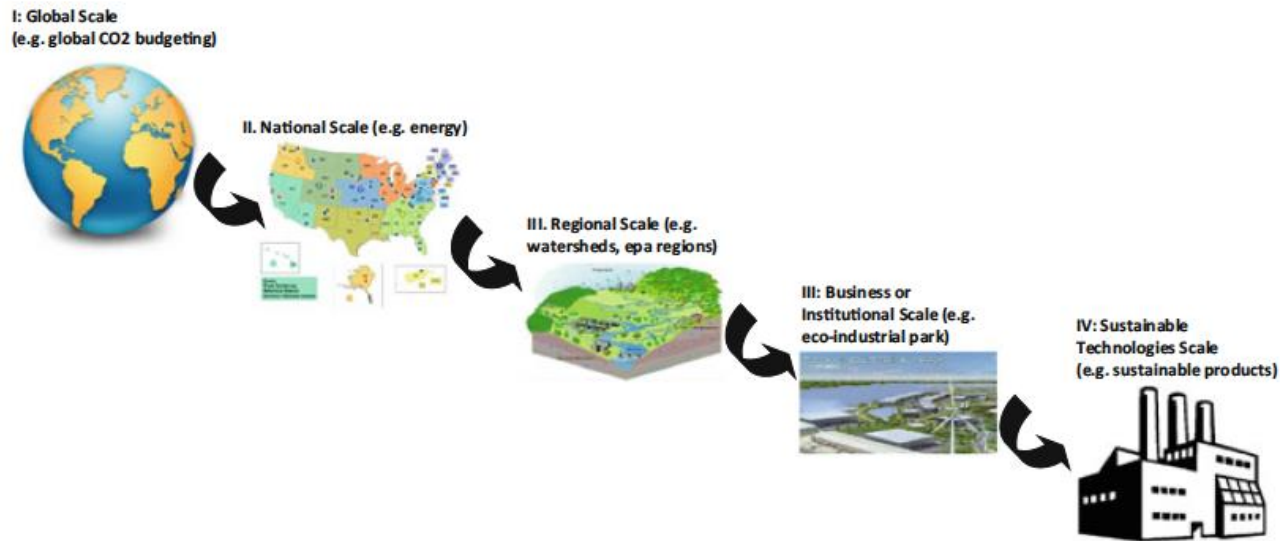 I: Global Scale
(e.g. global CO2 budgeting)
II. National Scale (e.g. energy)
III. Regional Scale (e.g.
watersheds, epa regions)
III: Business or
Institutional Scale (e.g.
eco-industrial park)
IV: Sustainable
Technologies Scale
(e.g. sustainable products)